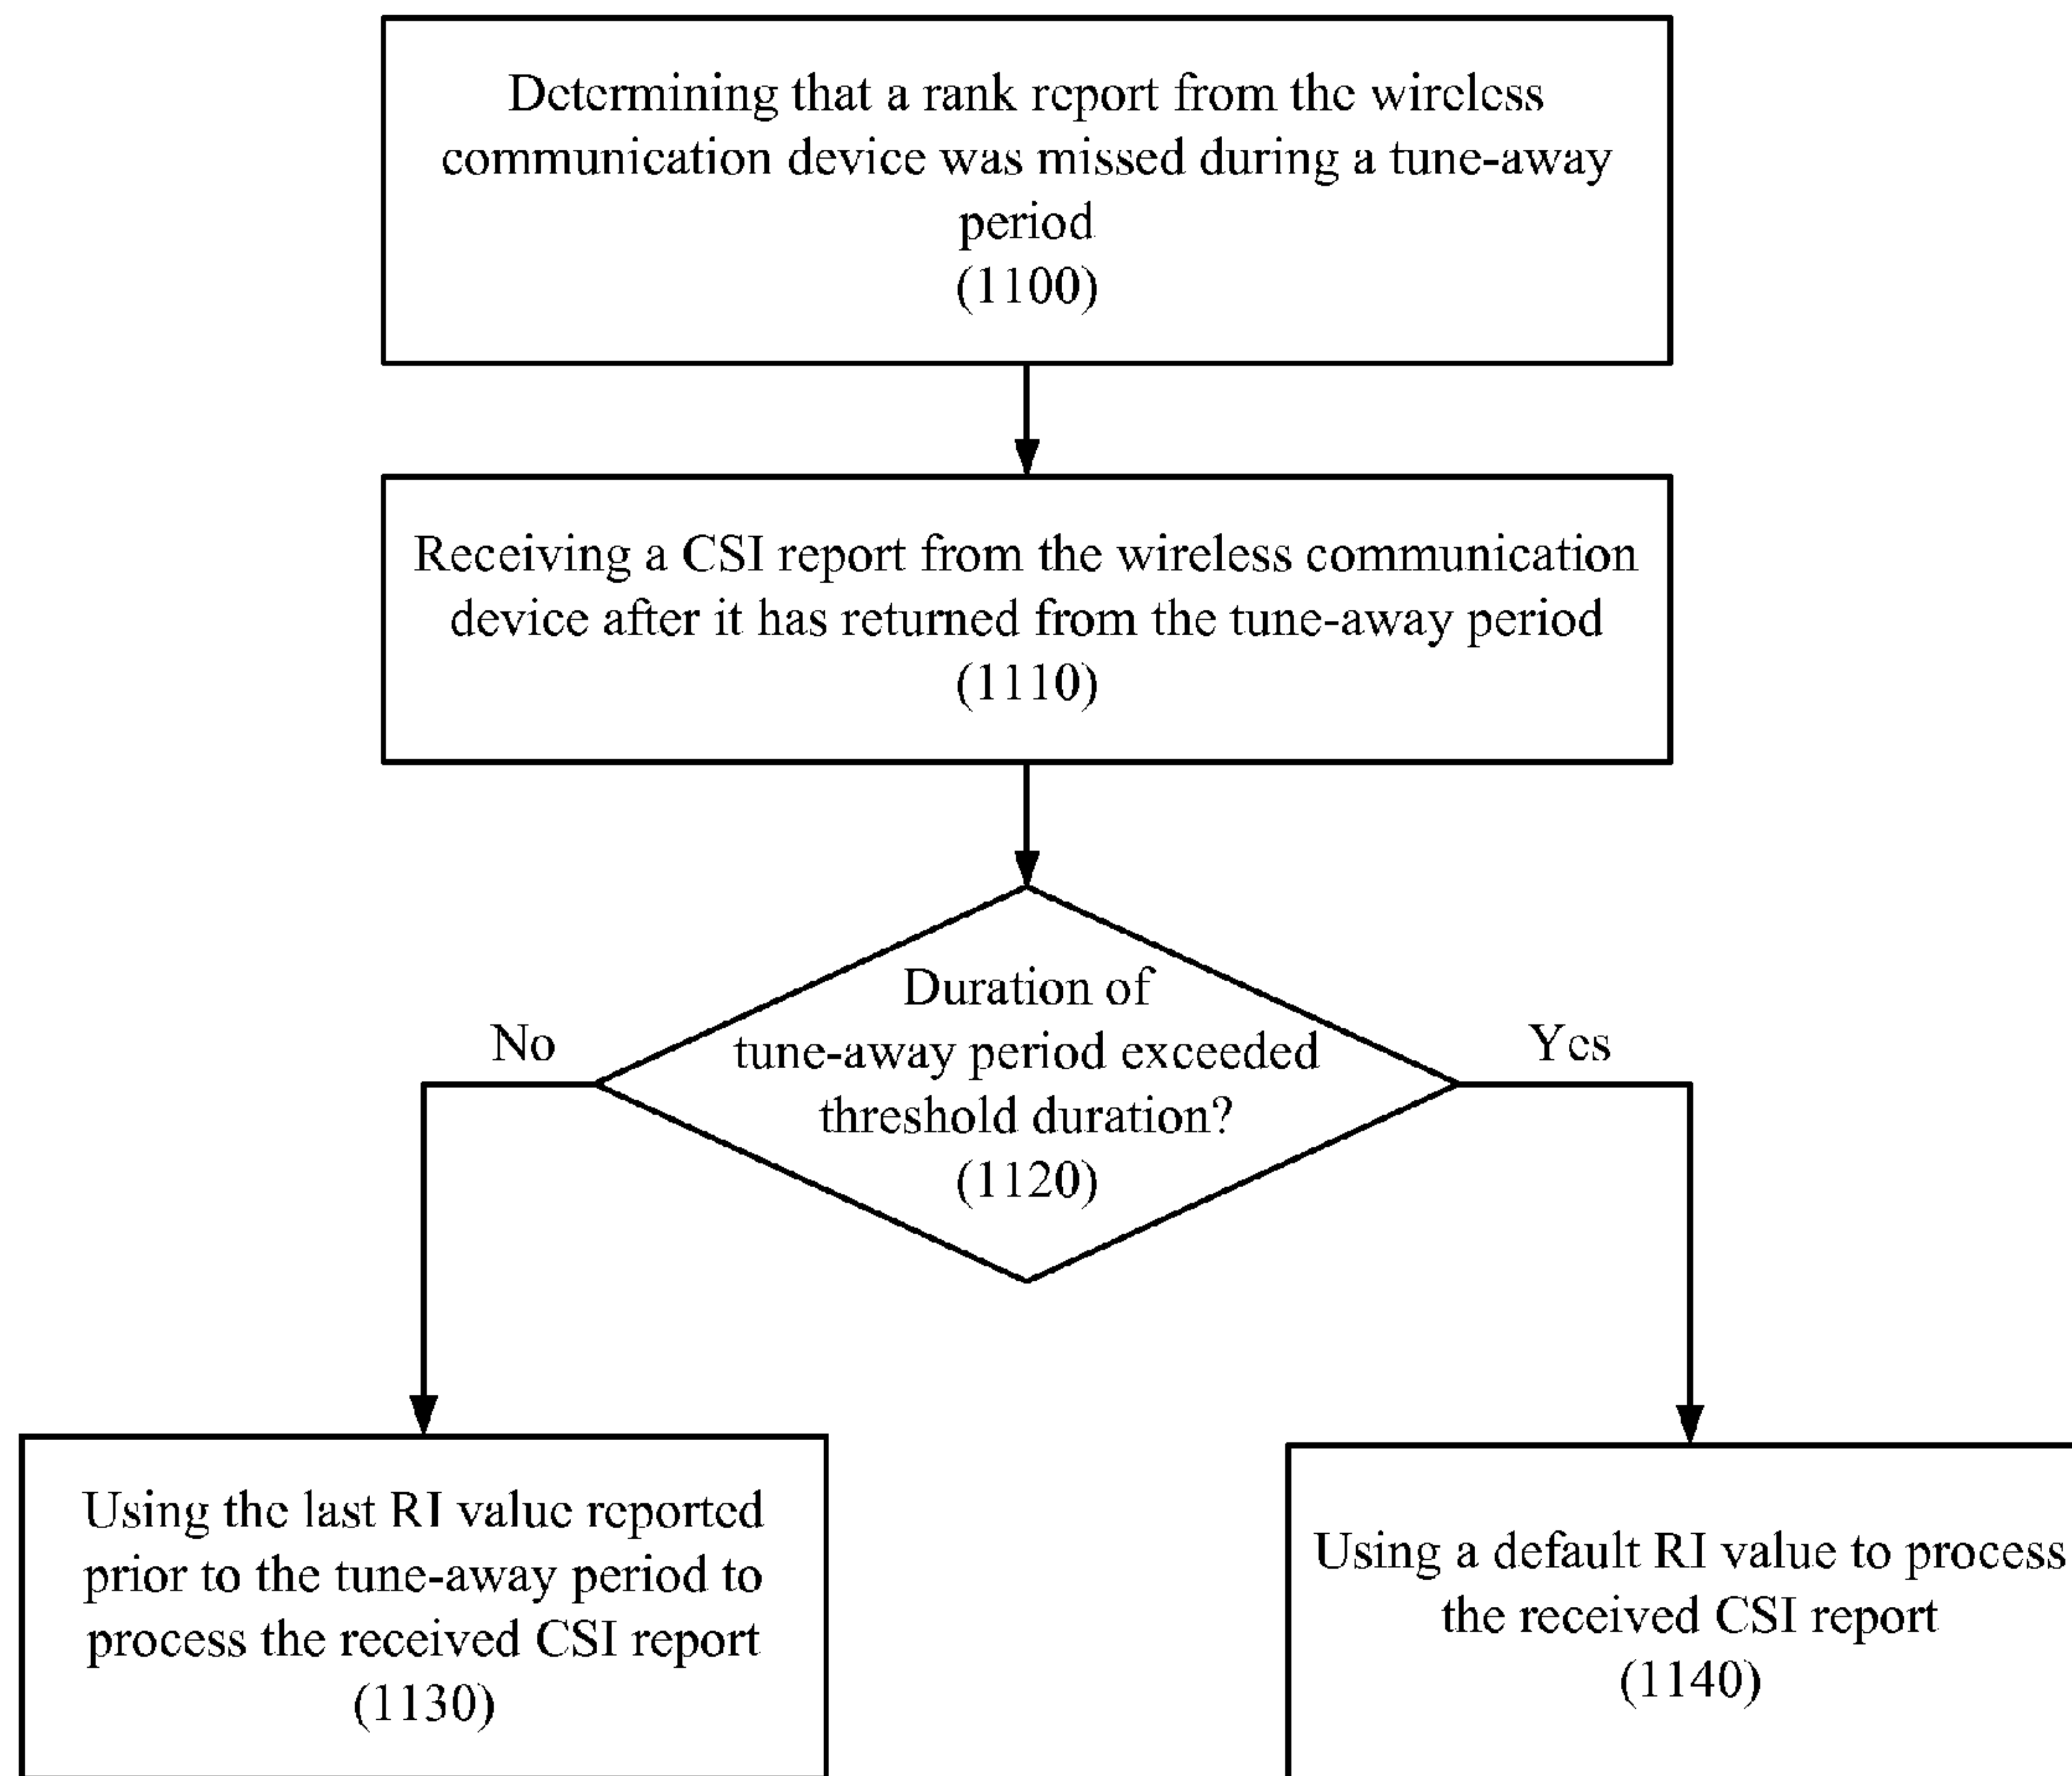 Determining that a rank report from the wireless
communication device was missed during a tune-away
period
(1100)
Receiving a CSI report from the wireless communication
device after it has returned from the tune-away period
(1110)
Duration of
tune-away period exceeded
threshold duration?
(1120)
No
Yes
Using the last RI value reported
prior to the tune-away period to
process the received CSI report
(1130)
Using a default RI value to process
the received CSI report
(1140)